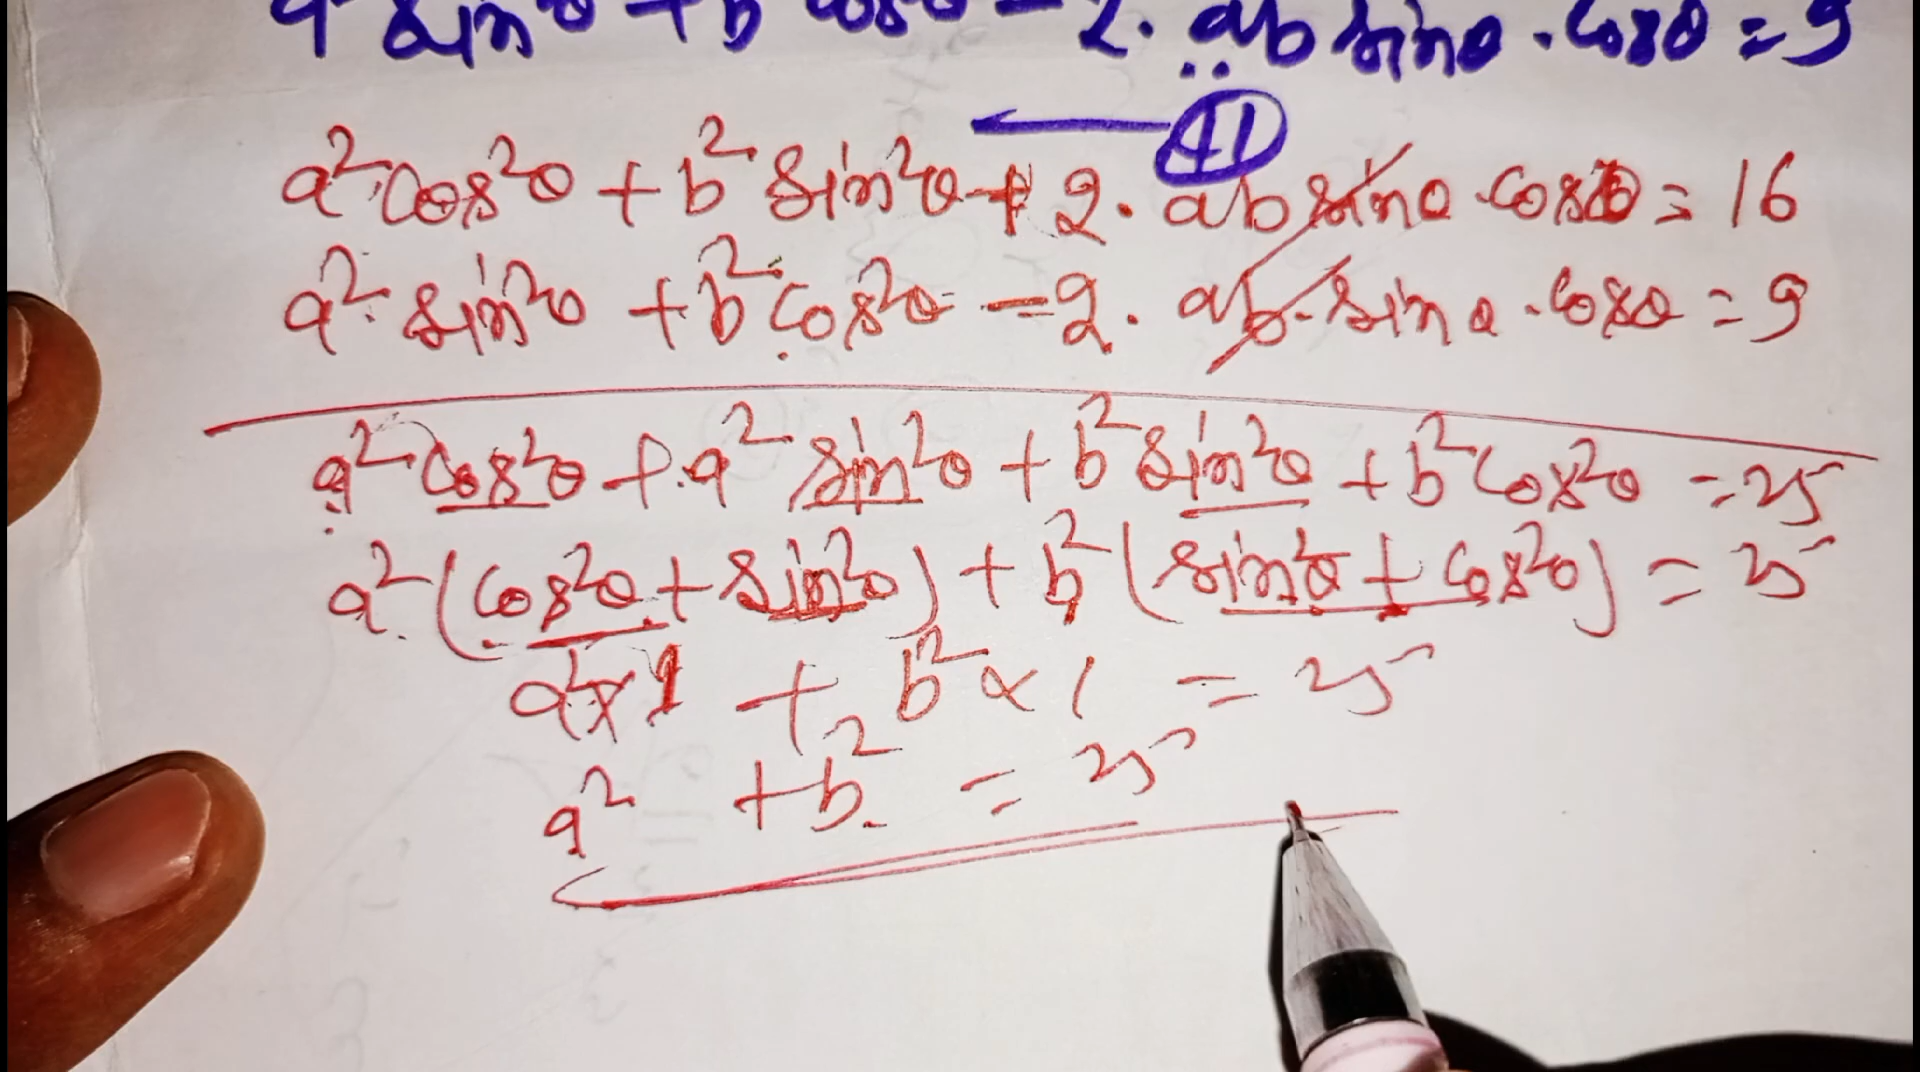 a² sin²θ + b² cos²θ - 2. ab sinθ . cosθ = 9
11
a² cos²θ + b² sin²θ + 2. ab sinθ . cosθ = 16
a² sin²θ + b² cos²θ - 2. ab . sinθ . cosθ = 9
a² cos²θ + a² sin²θ + b² sin²θ + b² cos²θ = 25
a² (cos²θ + sin²θ) + b² (sin²θ + cos²θ) = 25
a² × 1 + b² × 1 = 25
a² + b² = 25